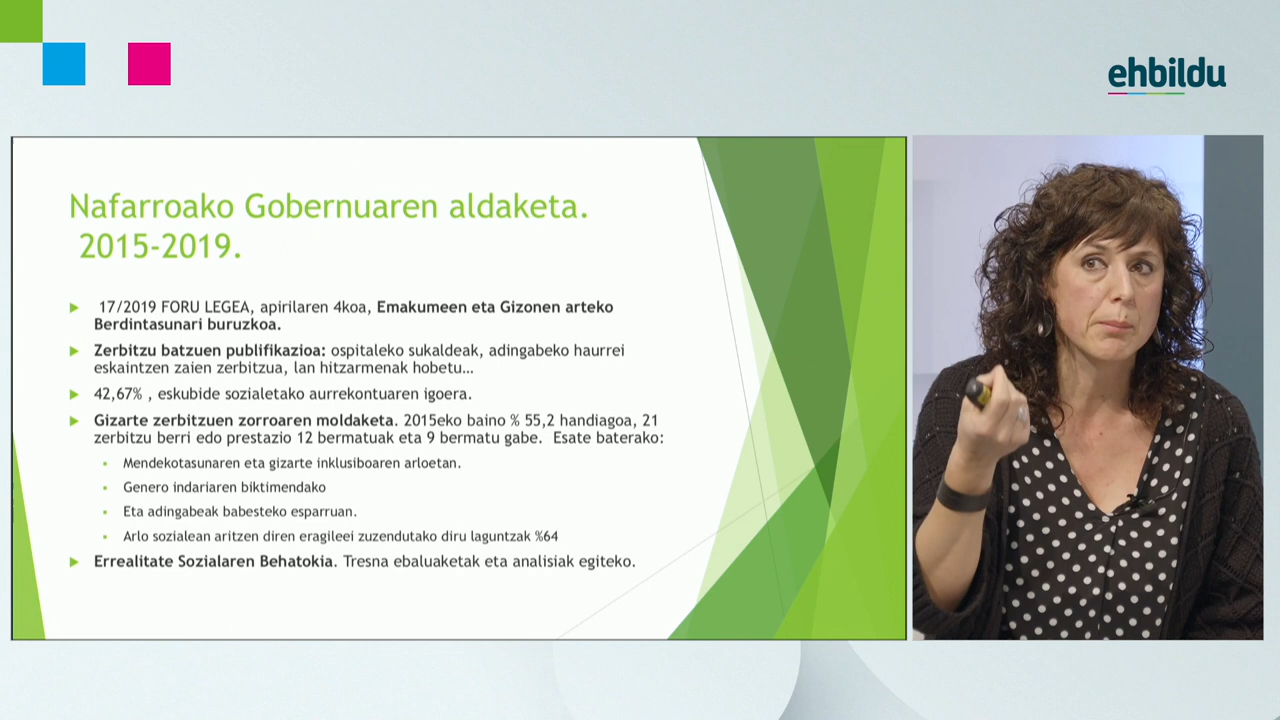 ehbildu
Nafarroako Gobernuaren aldaketa.
2015-2019.
17/2019 FORU LEGEA, apirilaren 4koa, Emakumeen eta Gizonen arteko
Berdintasunari buruzkoa.
Zerbitzu batzuen publifikazioa: ospitaleko sukaldeak, adingabeko haurrei
eskaintzen zaien zerbitzua, lan hitzarmenak hobetu...
42,67% , eskubide sozialetako aurrekontuaren igoera.
Gizarte zerbitzuen zorroaren moldaketa. 2015eko baino % 55,2 handiagoa, 21
zerbitzu berri edo prestazio 12 bermatuak eta 9 bermatu gabe. Esate baterako:
Mendekotasunaren eta gizarte inklusiboaren arloetan.
Genero indariaren biktimendako
Eta adingabeak babesteko esparruan.
Arlo sozialean aritzen diren eragileei zuzendutako diru laguntzak %64
Errealitate Sozialaren Behatokia. Tresna ebaluaketak eta analisiak egiteko.